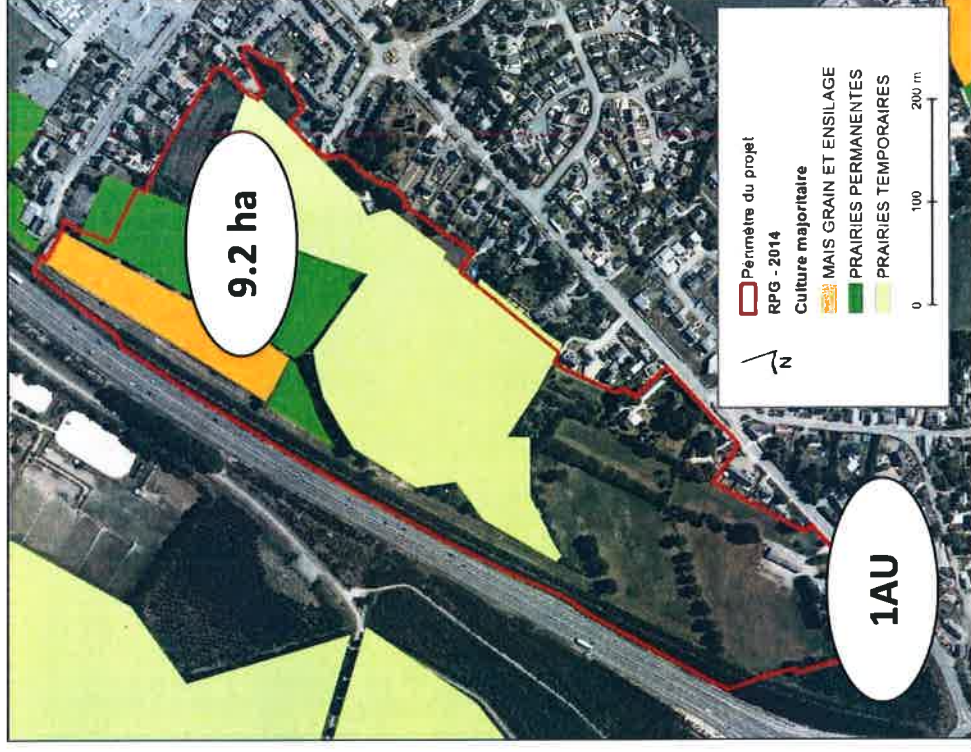 9.2 ha
1AU
Périmètre du projet
RPG - 2014
Culture majoritaire
MAIS GRAIN ET ENSILAGE
PRAIRIES PERMANENTES
PRAIRIES TEMPORAIRES
N
0 100 200 m